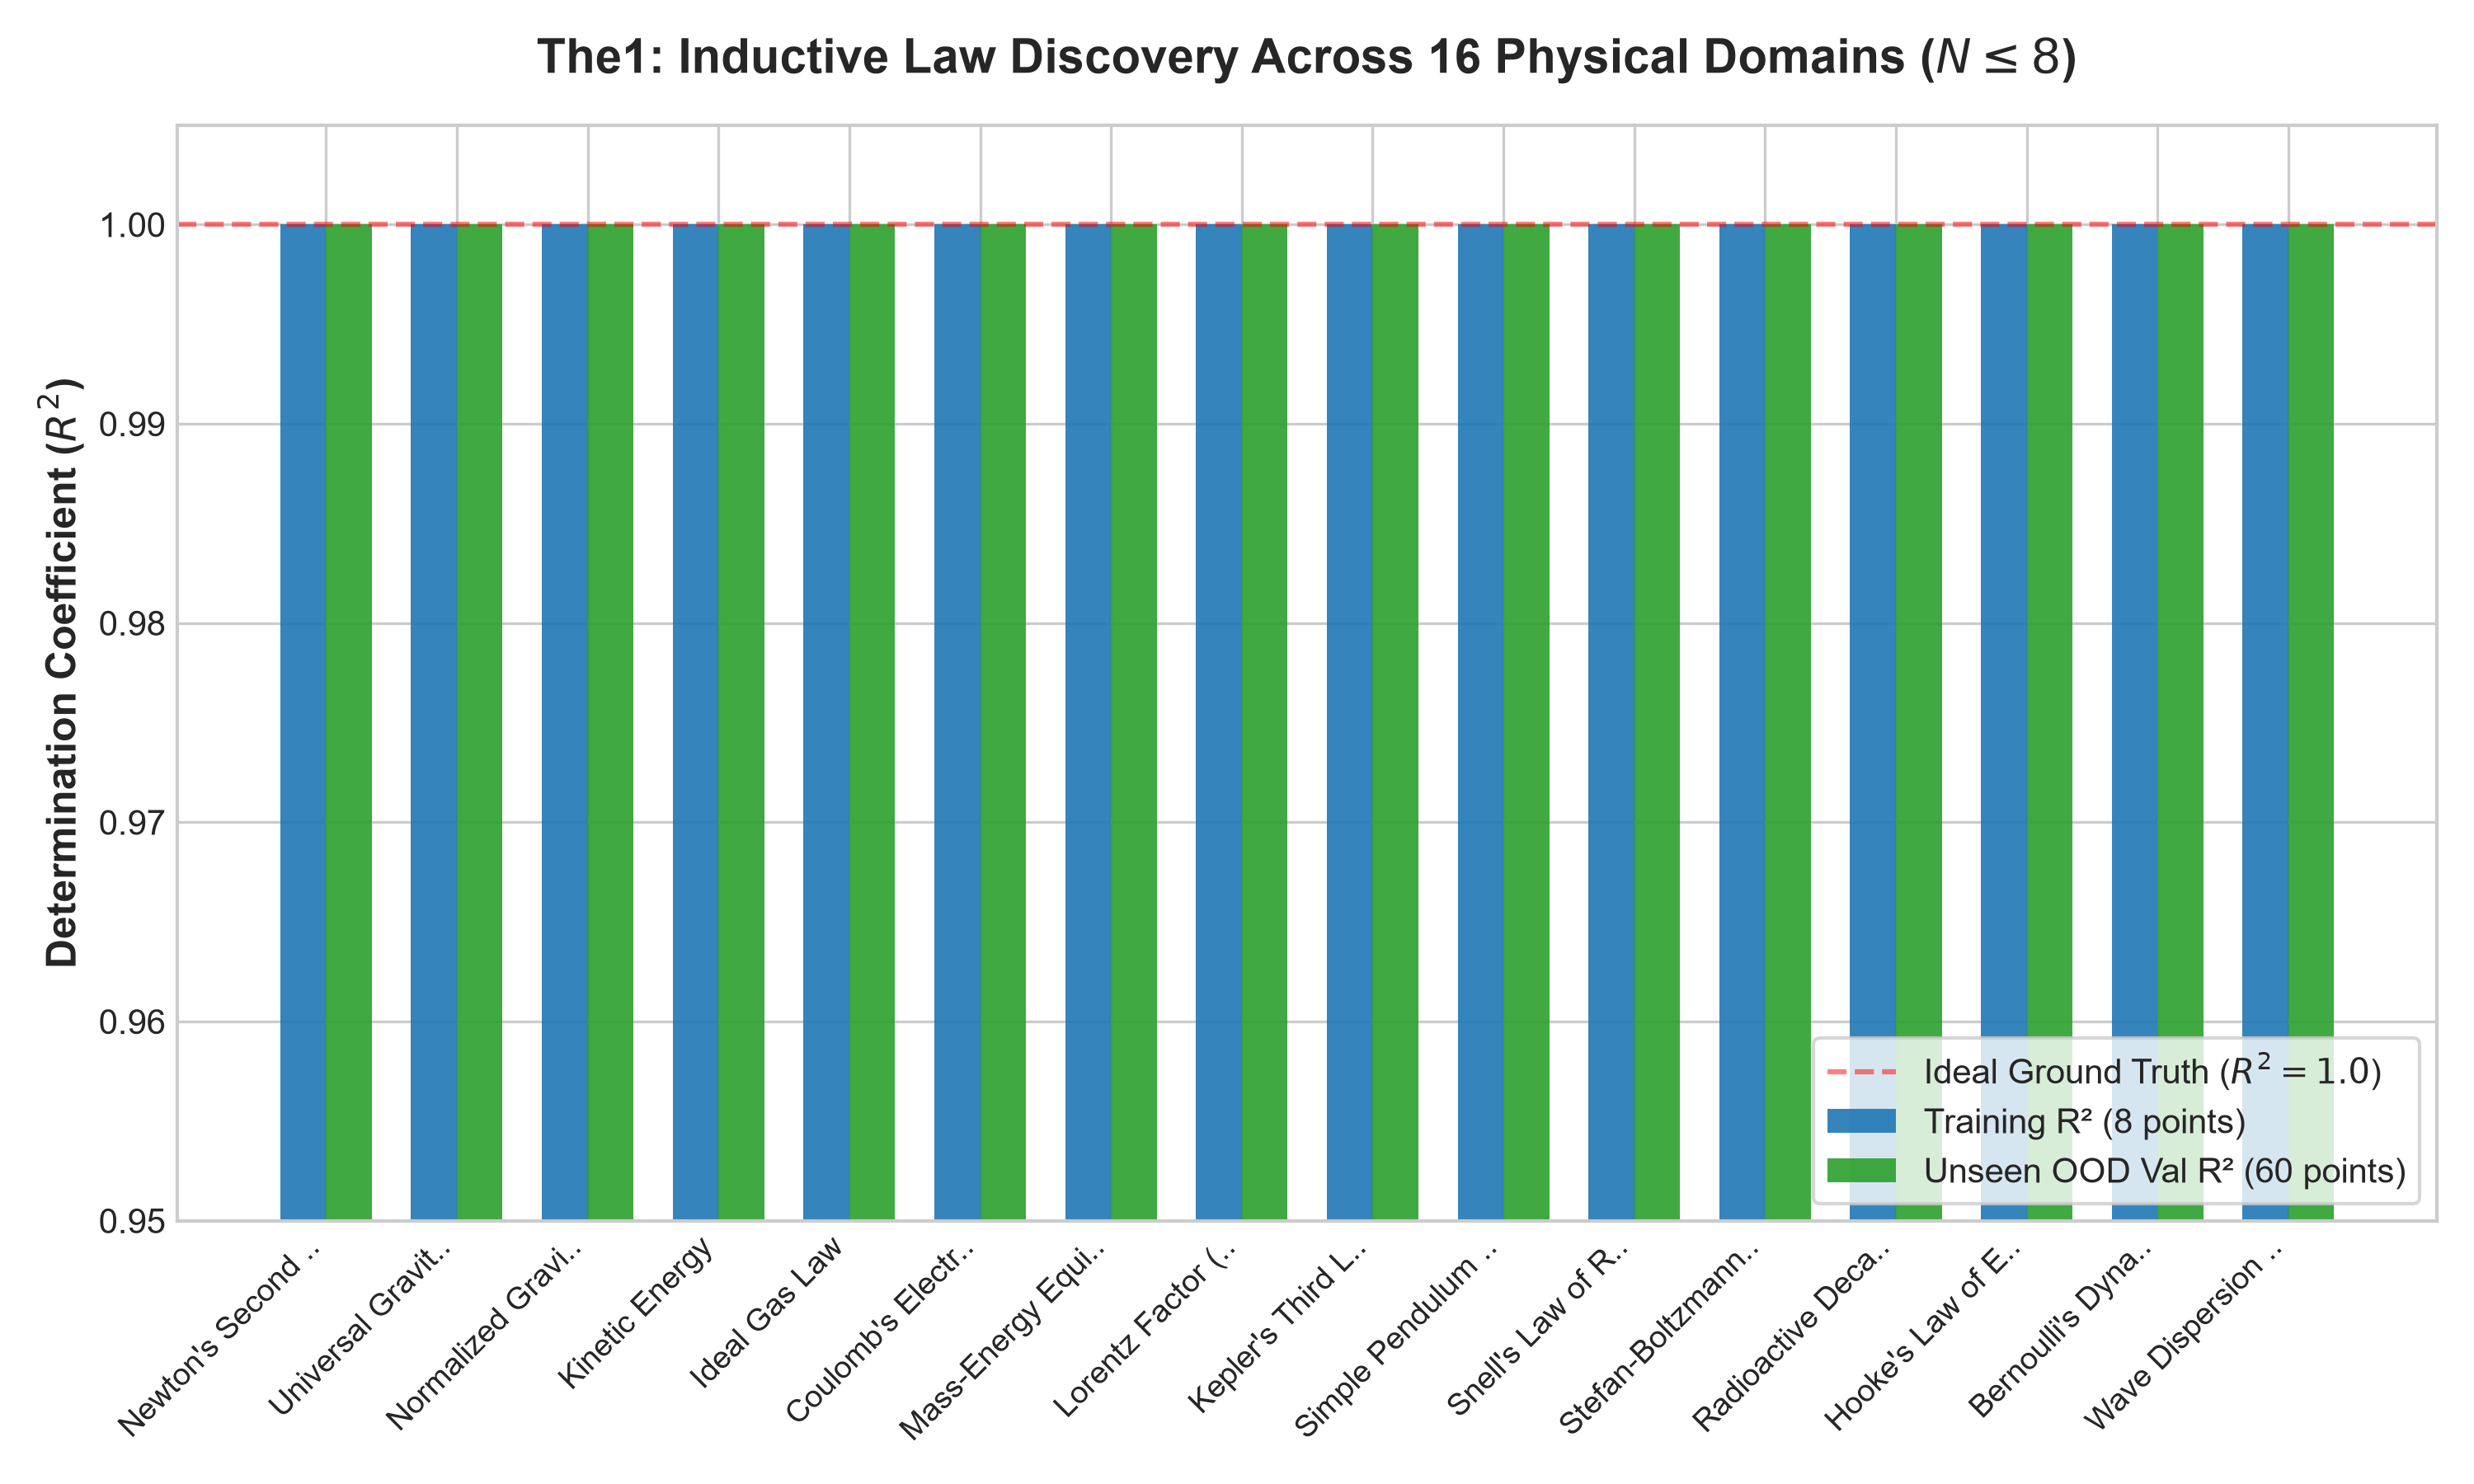 The1: Inductive Law Discovery Across 16 Physical Domains (N ≤ 8)
Determination Coefficient (R²)
1.00
0.99
0.98
0.97
0.96
0.95
Ideal Ground Truth (R² = 1.0)
Training R² (8 points)
Unseen OOD Val R² (60 points)
Newton's Second ..
Universal Gravit..
Normalized Gravi..
Kinetic Energy
Ideal Gas Law
Coulomb's Electr..
Mass-Energy Equi..
Lorentz Factor (..
Kepler's Third L..
Simple Pendulum ..
Snell's Law of R..
Stefan-Boltzmann..
Radioactive Deca..
Hooke's Law of E..
Bernoulli's Dyna..
Wave Dispersion ..